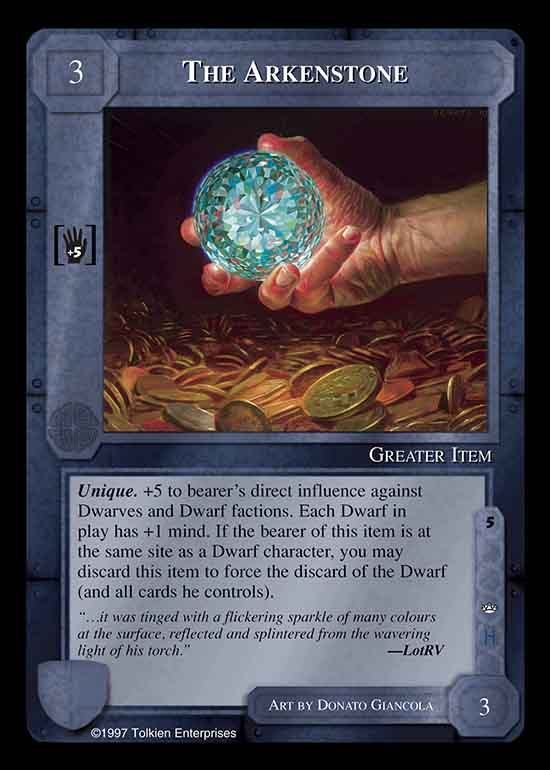 3
THE ARKENSTONE
+5
GREATER ITEM
Unique. +5 to bearer's direct influence against
Dwarves and Dwarf factions. Each Dwarf in
play has +1 mind. If the bearer of this item is at
the same site as a Dwarf character, you may
discard this item to force the discard of the Dwarf
(and all cards he controls).
5
“…it was tinged with a flickering sparkle of many colours
at the surface, reflected and splintered from the wavering
light of his torch.” —LotRV
H
ART BY DONATO GIANCOLA
3
©1997 Tolkien Enterprises